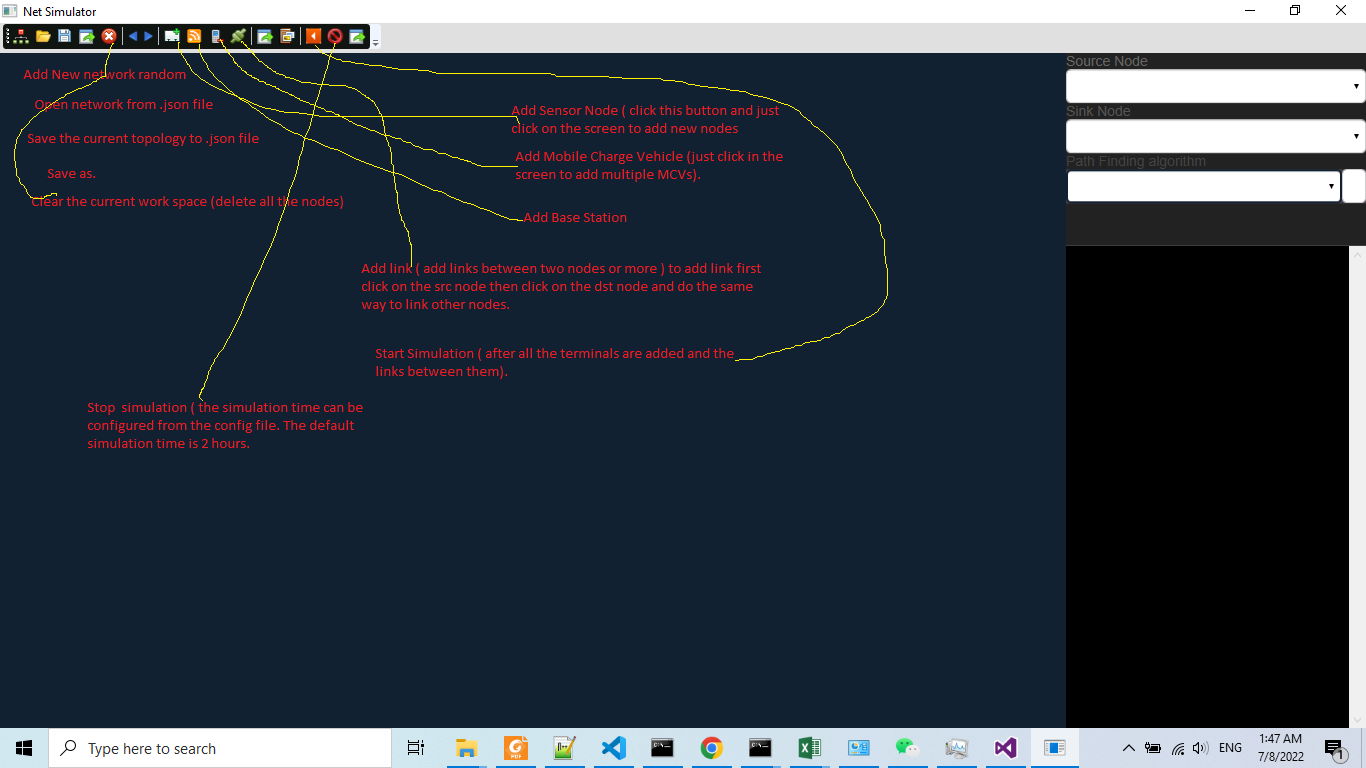 Net Simulator
Source Node
Add New network random
Open network from .json file
Sink Node
Add Sensor Node ( click this button and just
click on the screen to add new nodes
Save the current topology to .json file
Add Mobile Charge Vehicle (just click in the
screen to add multiple MCVs).
Path Finding algorithm
Save as.
Clear the current work space (delete all the nodes)
Add Base Station
Add link ( add links between two nodes or more ) to add link first
click on the src node then click on the dst node and do the same
way to link other nodes.
Start Simulation ( after all the terminals are added and the
links between them).
Stop simulation ( the simulation time can be
configured from the config file. The default
simulation time is 2 hours.
Type here to search
ENG
1:47 AM
7/8/2022
1